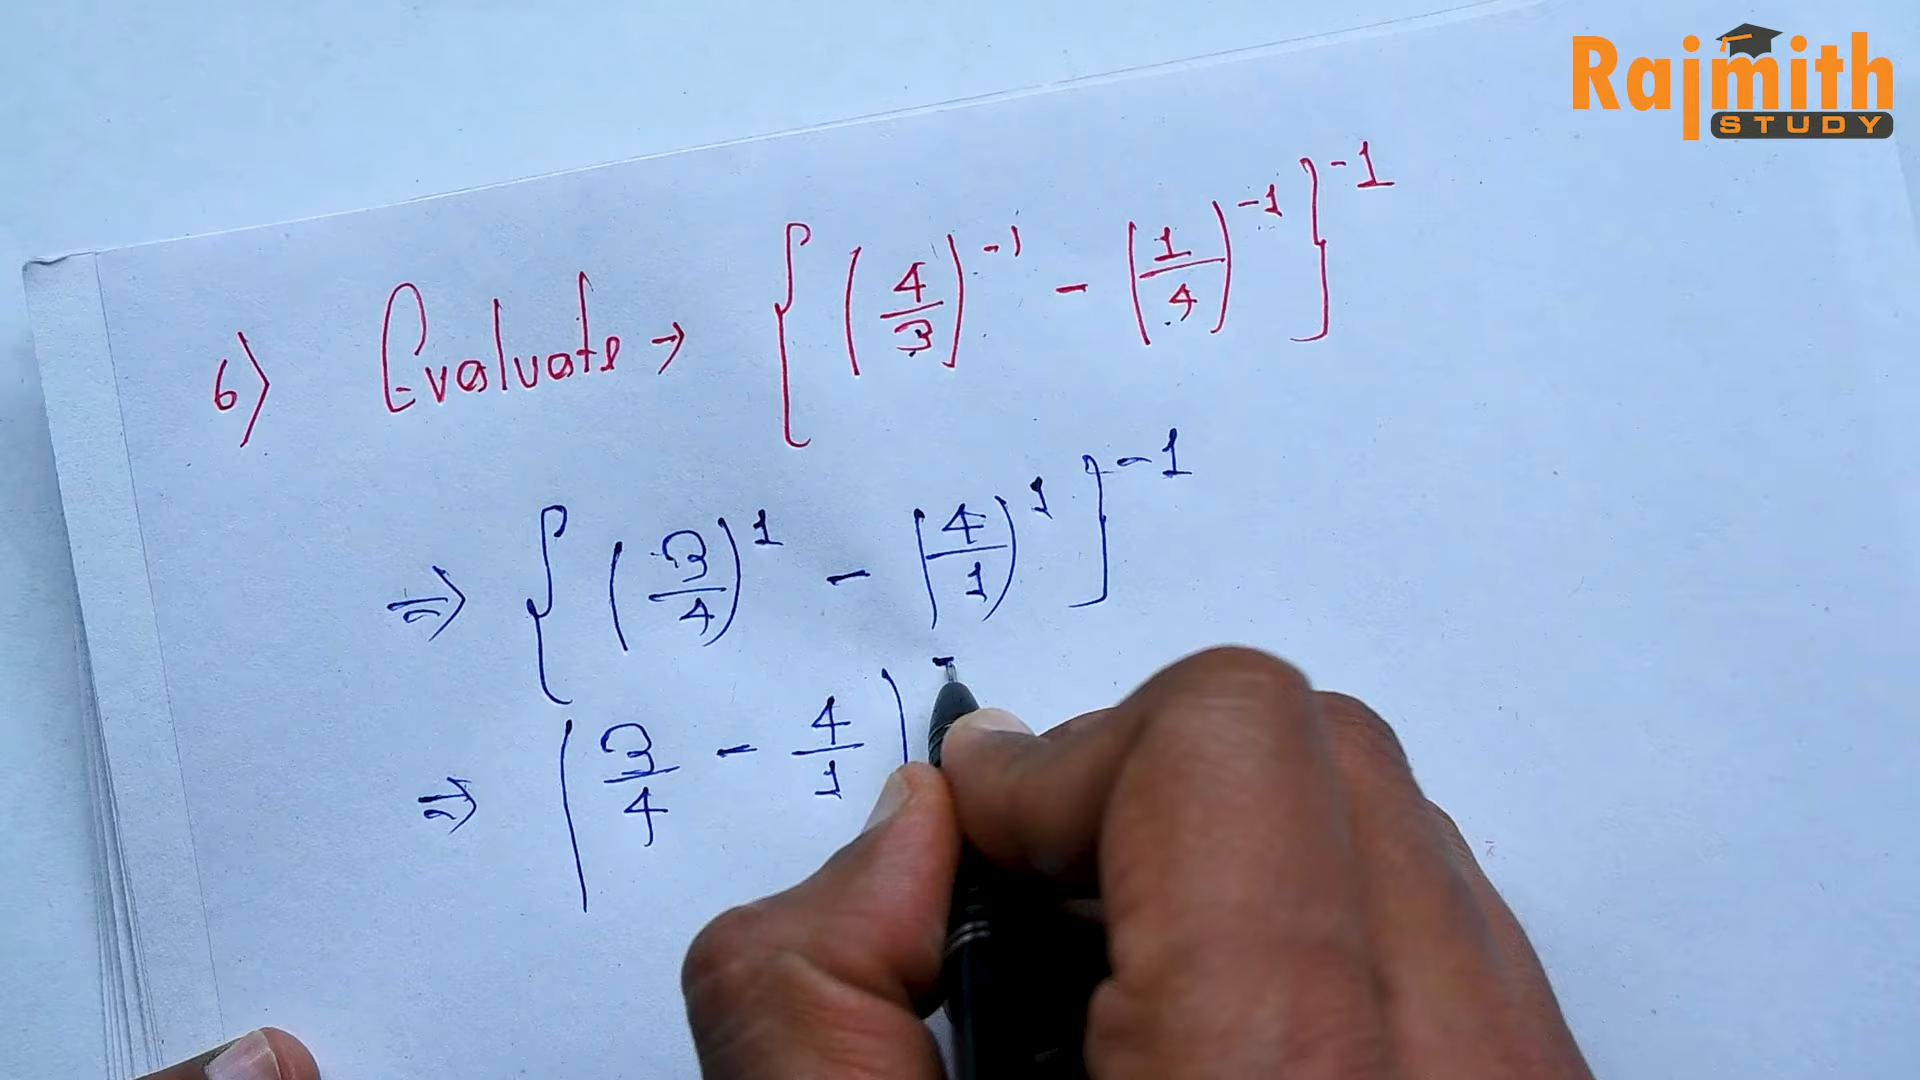 Rajmith
STUDY
6) Evaluate → { (4/3)^-1 - (1/4)^-1 }^-1
⇒ { (3/4)^1 - (4/1)^1 }^-1
⇒ ( 3/4 - 4/1 )^-